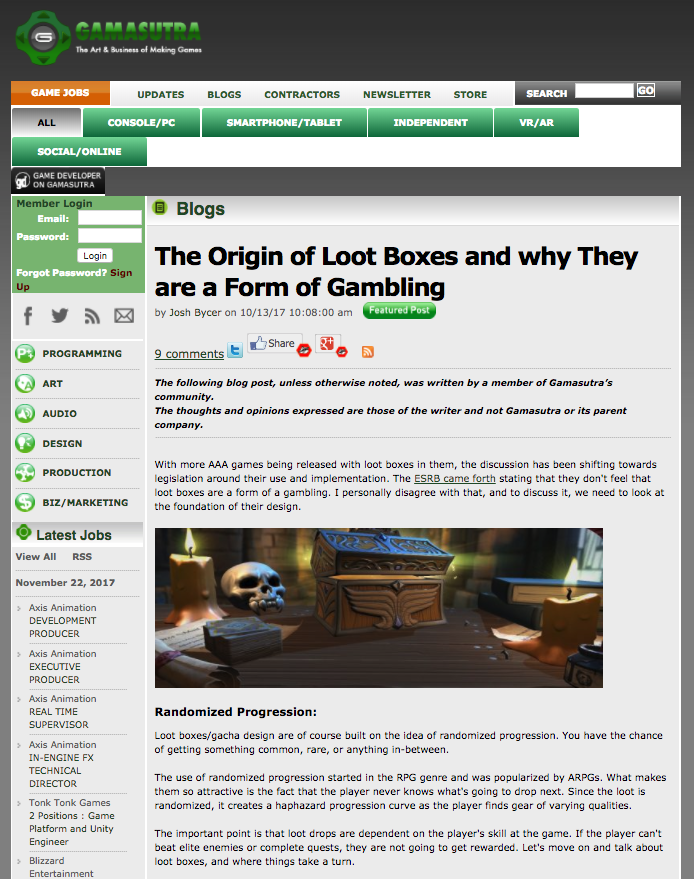 GAMASUTRA
The Art & Business of Making Games
GAME JOBS
UPDATES
BLOGS
CONTRACTORS
NEWSLETTER
STORE
SEARCH
GO
ALL
CONSOLE/PC
SMARTPHONE/TABLET
INDEPENDENT
VR/AR
SOCIAL/ONLINE
gd
GAME DEVELOPER
ON GAMASUTRA
Member Login
Email:
Password:
Login
Forgot Password? Sign
Up
PROGRAMMING
ART
AUDIO
DESIGN
PRODUCTION
BIZ/MARKETING
Latest Jobs
View All RSS
November 22, 2017
Axis Animation
DEVELOPMENT
PRODUCER
Axis Animation
EXECUTIVE
PRODUCER
Axis Animation
REAL TIME
SUPERVISOR
Axis Animation
IN-ENGINE FX
TECHNICAL
DIRECTOR
Tonk Tonk Games
2 Positions : Game
Platform and Unity
Engineer
Blizzard
Entertainment
Blogs
The Origin of Loot Boxes and why They
are a Form of Gambling
by Josh Bycer on 10/13/17 10:08:00 am
Featured Post
9 comments
Share
The following blog post, unless otherwise noted, was written by a member of Gamasutra's
community.
The thoughts and opinions expressed are those of the writer and not Gamasutra or its parent
company.
With more AAA games being released with loot boxes in them, the discussion has been shifting towards
legislation around their use and implementation. The ESRB came forth stating that they don't feel that
loot boxes are a form of a gambling. I personally disagree with that, and to discuss it, we need to look at
the foundation of their design.
Randomized Progression:
Loot boxes/gacha design are of course built on the idea of randomized progression. You have the chance
of getting something common, rare, or anything in-between.
The use of randomized progression started in the RPG genre and was popularized by ARPGs. What makes
them so attractive is the fact that the player never knows what's going to drop next. Since the loot is
randomized, it creates a haphazard progression curve as the player finds gear of varying qualities.
The important point is that loot drops are dependent on the player's skill at the game. If the player can't
beat elite enemies or complete quests, they are not going to get rewarded. Let's move on and talk about
loot boxes, and where things take a turn.